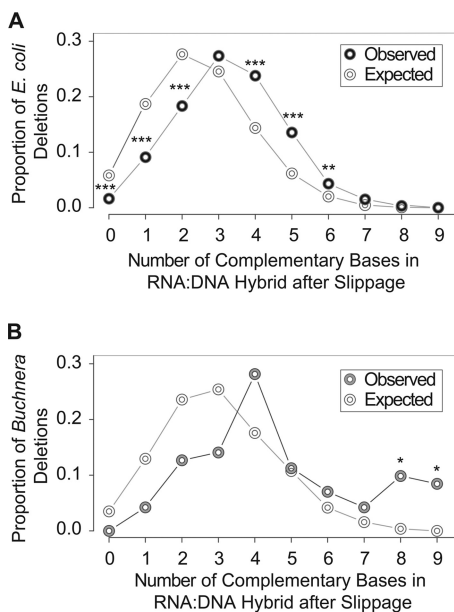 A
Proportion of E. coli
Deletions
0.3
0.2
0.1
0.0
Observed
Expected
***
***
***
***
***
**
0 1 2 3 4 5 6 7 8 9
Number of Complementary Bases in
RNA:DNA Hybrid after Slippage
B
Proportion of Buchnera
Deletions
0.3
0.2
0.1
0.0
Observed
Expected
*
*
0 1 2 3 4 5 6 7 8 9
Number of Complementary Bases in
RNA:DNA Hybrid after Slippage